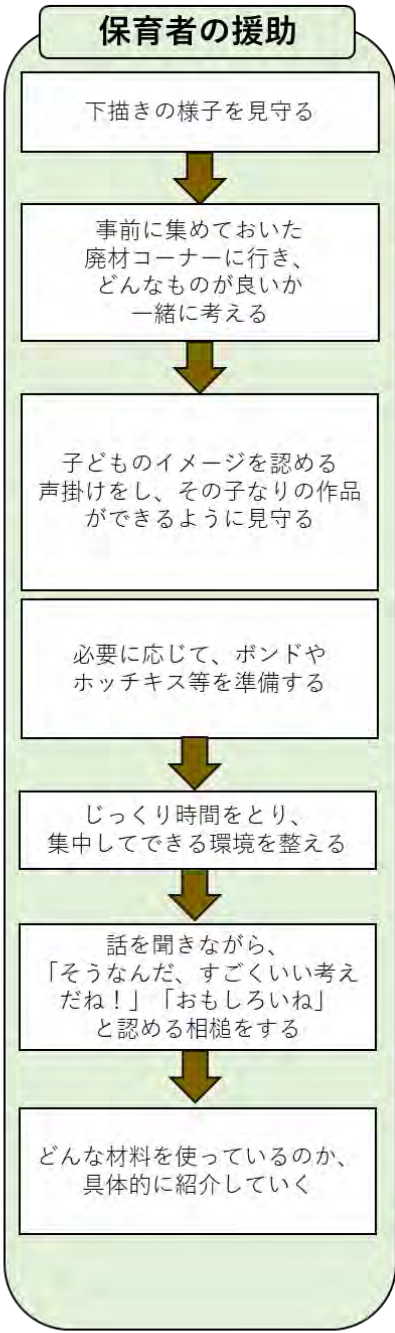 保育者の援助
下描きの様子を見守る
事前に集めておいた
廃材コーナーに行き、
どんなものが良いか
一緒に考える
子どものイメージを認める
声掛けをし、その子なりの作品
ができるように見守る
必要に応じて、ボンドや
ホッチキス等を準備する
じっくり時間をとり、
集中してできる環境を整える
話を聞きながら、
「そうなんだ、すごくいい考え
だね！」「おもしろいね」
と認める相槌をする
どんな材料を使っているのか、
具体的に紹介していく